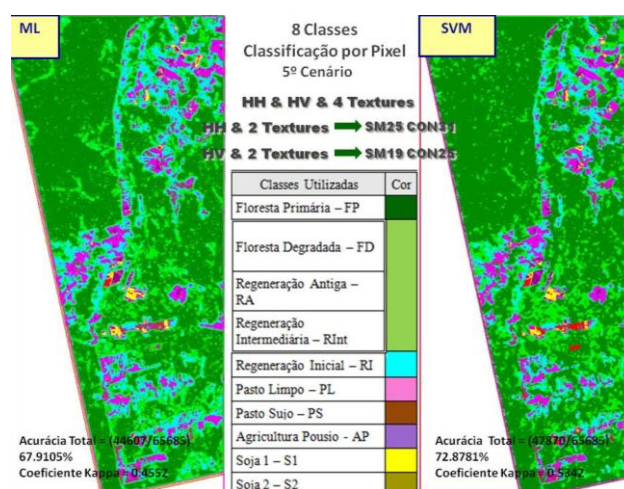 ML
8 Classes
Classificação por Pixel
5º Cenário
SVM
HH & HV & 4 Textures
HH & 2 Textures SM25 CON31
HV & 2 Textures SM19 CON25
Classes Utilizadas Cor
Floresta Primária – FP
Floresta Degradada – FD
Regeneração Antiga –
RA
Regeneração
Intermediária – RInt
Regeneração Inicial – RI
Pasto Limpo – PL
Pasto Sujo – PS
Agricultura Pousio - AP
Soja 1 – S1
Soja 2 – S2
Acurácia Total = (44607/65685)
67.9105%
Coeficiente Kappa = 0.4552
Acurácia Total = (47870/65685)
72.8781%
Coeficiente Kappa = 0.5342